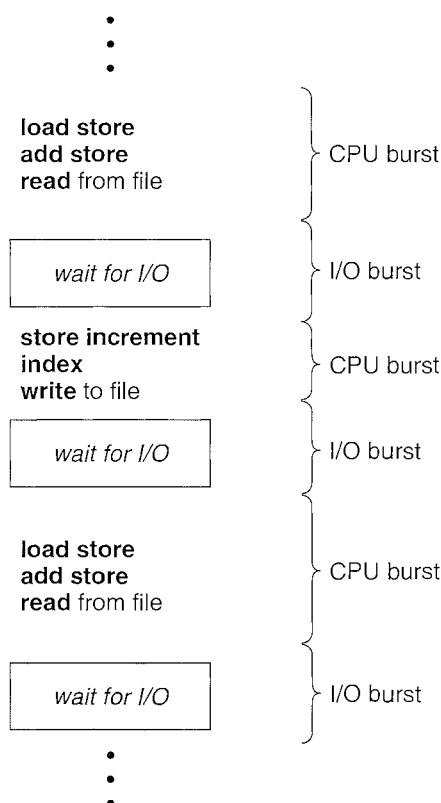 load store
add store
read from file
CPU burst
wait for I/O
I/O burst
store increment
index
write to file
CPU burst
wait for I/O
I/O burst
load store
add store
read from file
CPU burst
wait for I/O
I/O burst